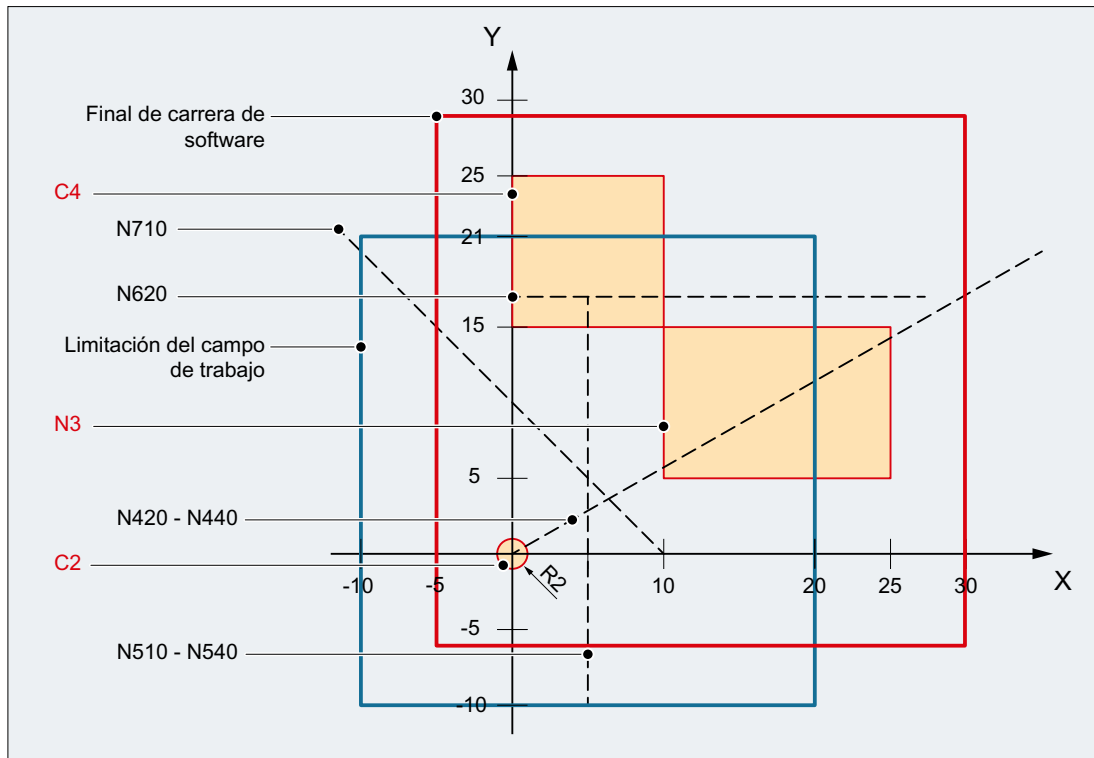 Y
30
Final de carrera de
software
C4
25
N710
21
N620
15
Limitación del campo
de trabajo
N3
5
N420 - N440
C2
R2
-10
-5
10
20
25
30
X
-5
N510 - N540
-10